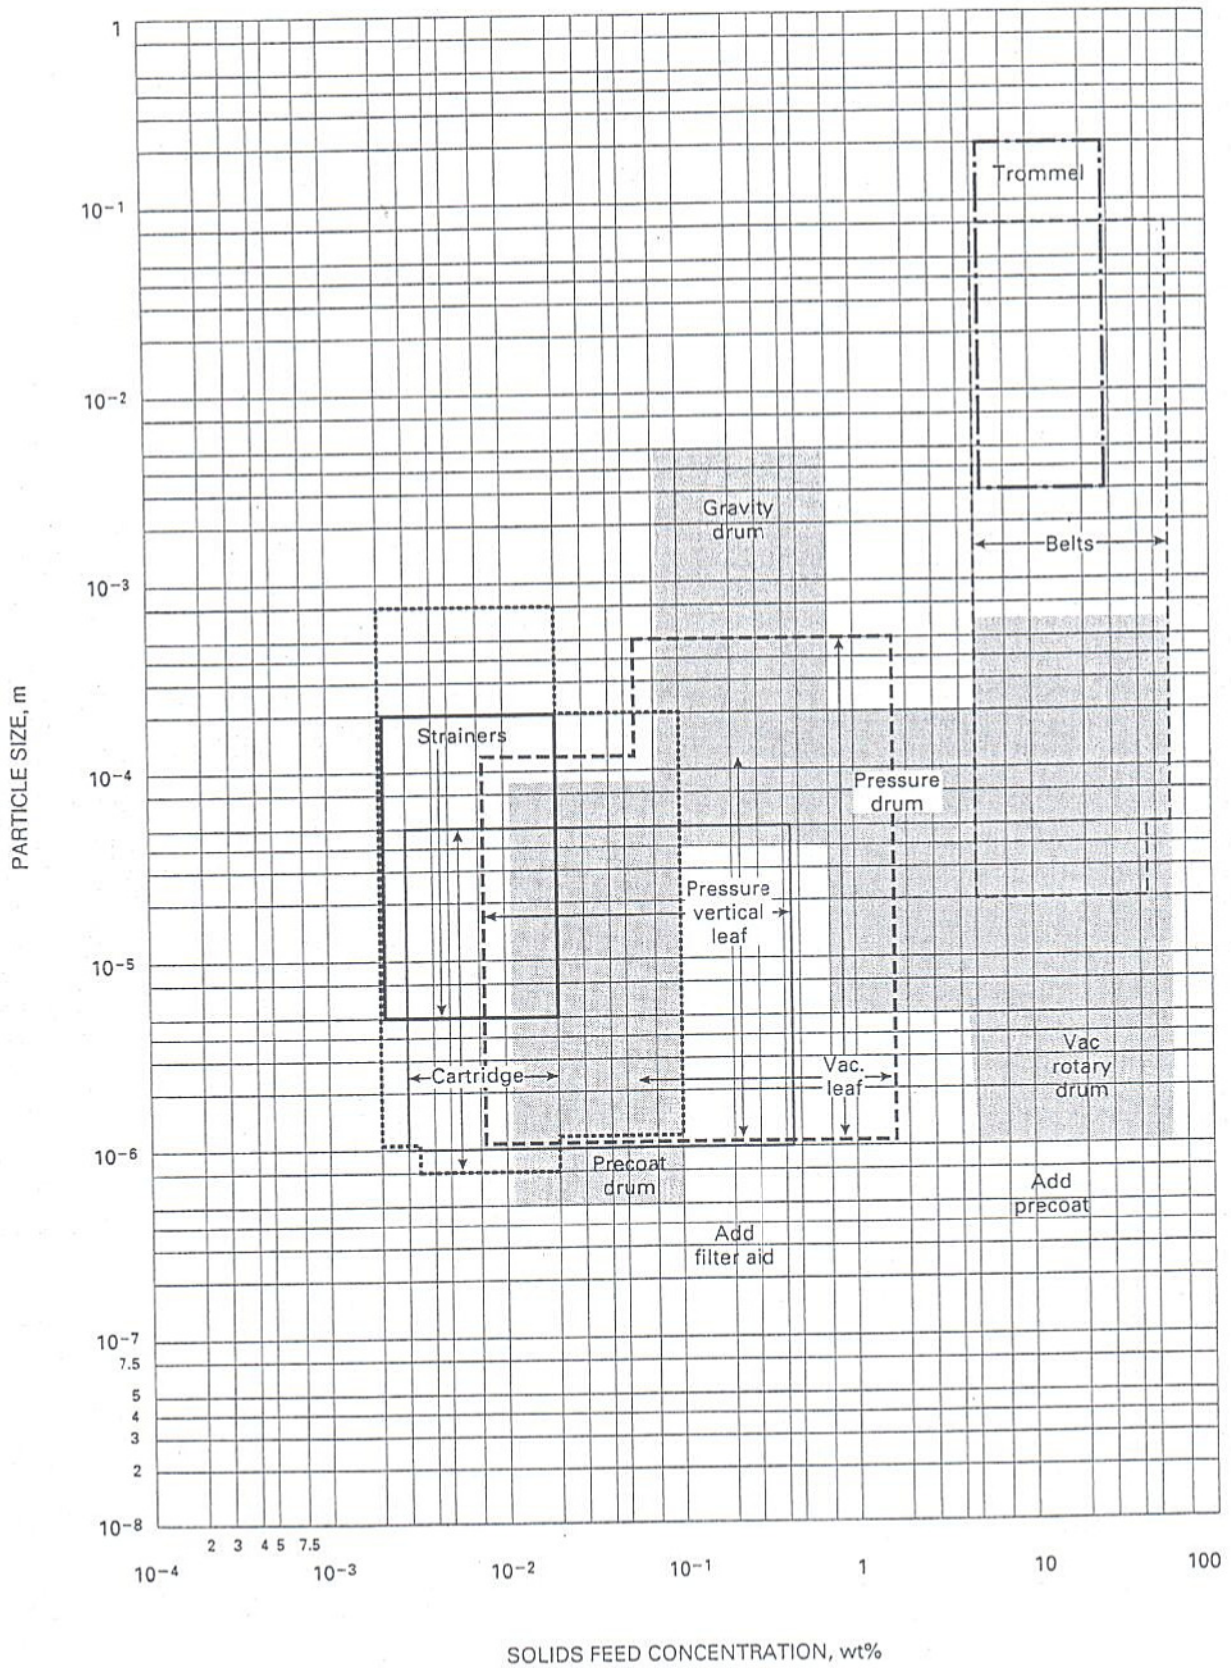 1
Trommel
10-1
10-2
Gravity
drum
Belts
10-3
Strainers
10-4
Pressure
drum
Pressure
vertical
leaf
10-5
Vac
rotary
drum
Vac.
leaf
Cartridge
10-6
Precoat
drum
Add
precoat
Add
filter aid
10-7
7.5
5
4
3
2
10-8
2 3 4 5 7.5
10-4 10-3 10-2 10-1 1 10 100
PARTICLE SIZE, m
SOLIDS FEED CONCENTRATION, wt%